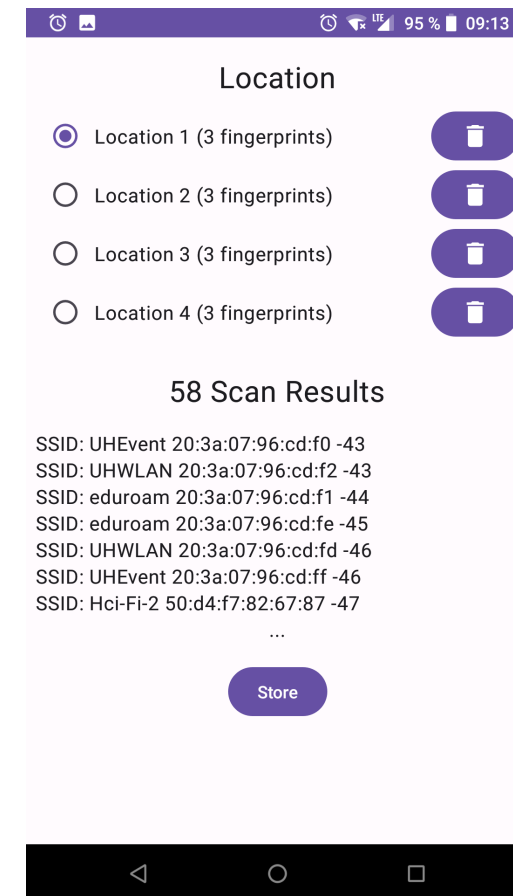 LTE 95 % 09:13
Location
Location 1 (3 fingerprints)
Location 2 (3 fingerprints)
Location 3 (3 fingerprints)
Location 4 (3 fingerprints)
58 Scan Results
SSID: UHEvent 20:3a:07:96:cd:f0 -43
SSID: UHWLAN 20:3a:07:96:cd:f2 -43
SSID: eduroam 20:3a:07:96:cd:f1 -44
SSID: eduroam 20:3a:07:96:cd:fe -45
SSID: UHWLAN 20:3a:07:96:cd:fd -46
SSID: UHEvent 20:3a:07:96:cd:ff -46
SSID: Hci-Fi-2 50:d4:f7:82:67:87 -47
...
Store